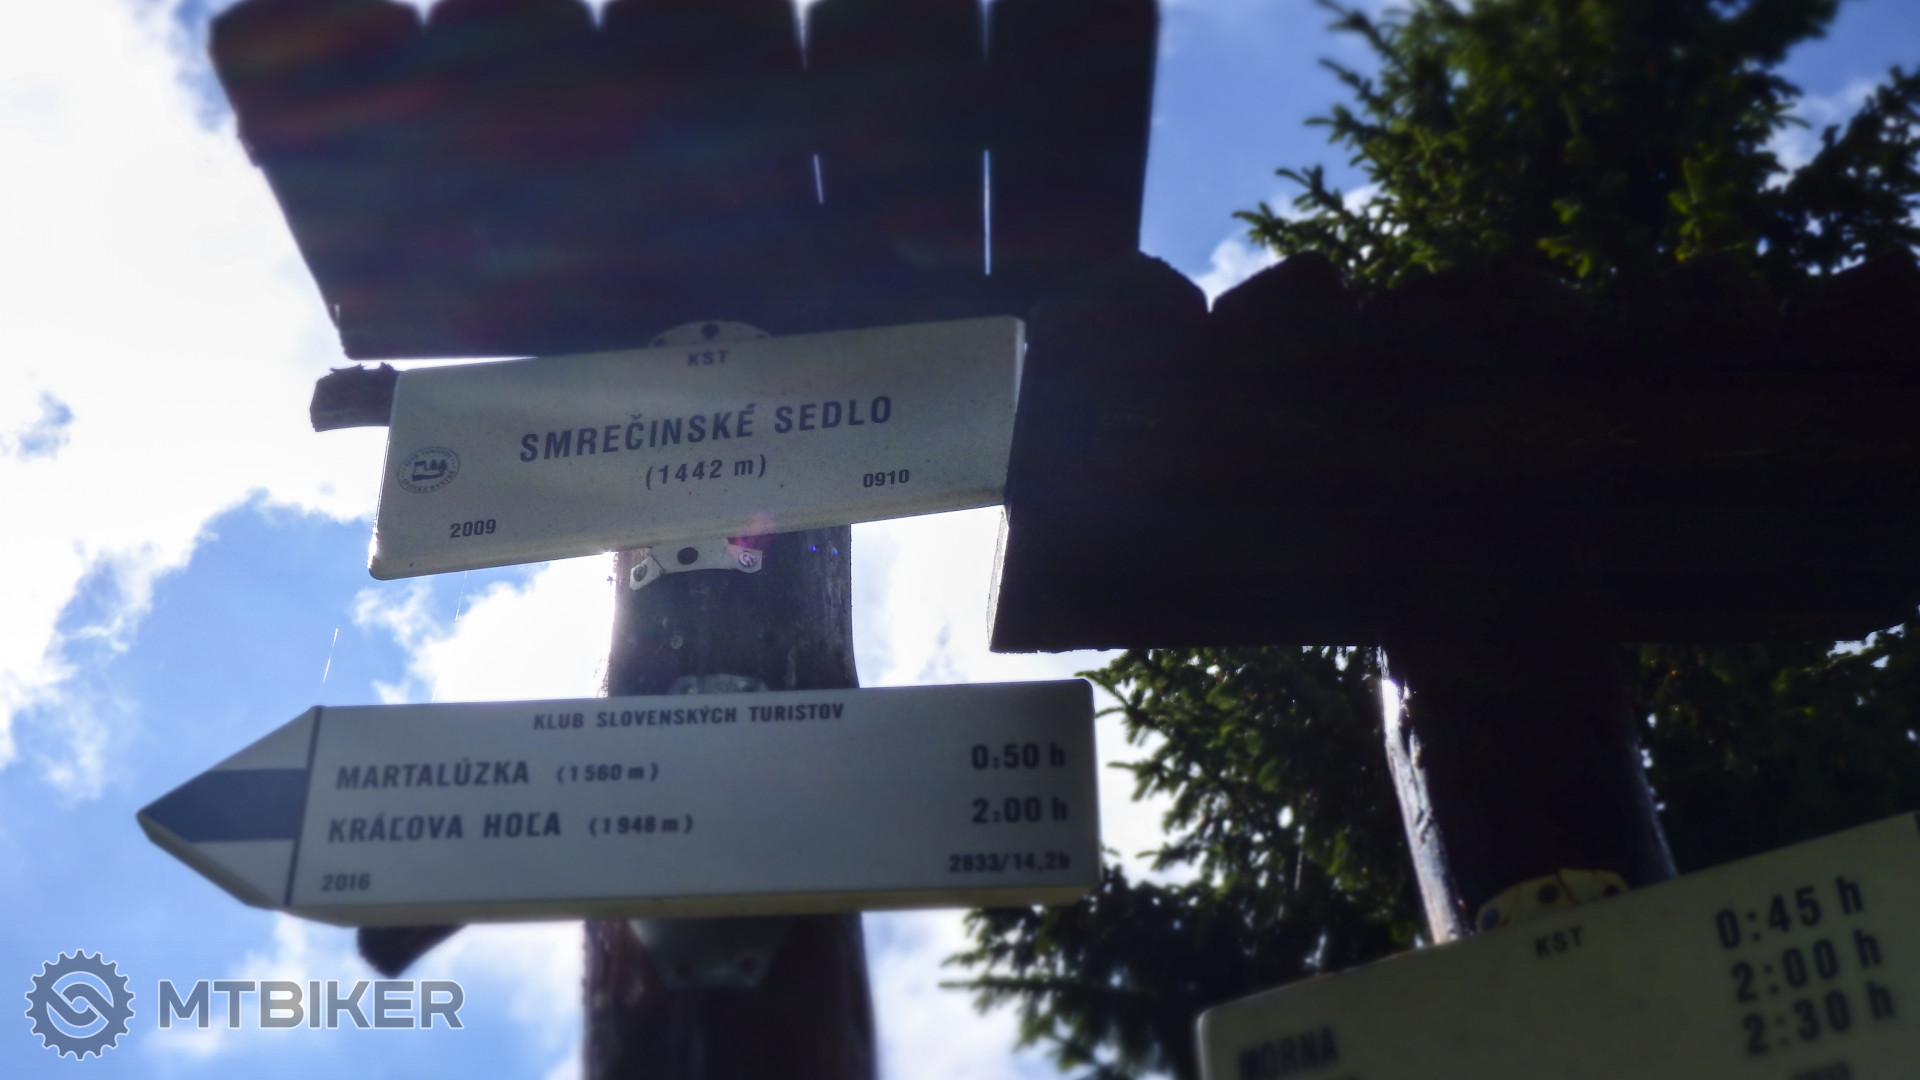 KST
SMREČINSKÉ SEDLO
(1442 m)
0910
2009
KLUB SLOVENSKÝCH TURISTOV
MARTALÚZKA (1560 m) 0:50 h
KRÁĽOVA HOĽA (1948 m) 2:00 h
2016 2833/14,2b
KST
0:45 h
2:00 h
2:30 h
MTBIKER